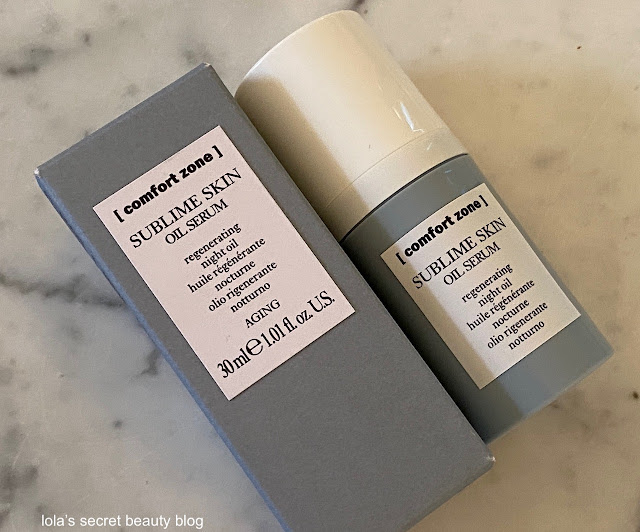 [ comfort zone ]
SUBLIME SKIN
OIL SERUM
regenerating
night oil
huile régénérante
nocturne
olio rigenerante
notturno
AGING
30 ml ℮ 1.01 fl. oz. U.S.
[ comfort zone ]
SUBLIME SKIN
OIL SERUM
regenerating
night oil
huile régénérante
nocturne
olio rigenerante
notturno
lola's secret beauty blog